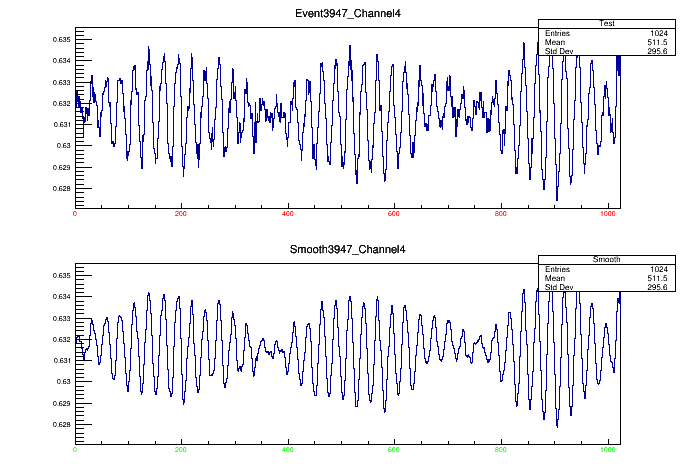 Event3947_Channel4
Test
Entries 1024
Mean 511.5
Std Dev 295.6
0.635
0.634
0.633
0.632
0.631
0.63
0.629
0.628
0 200 400 600 800 1000
Smooth3947_Channel4
Smooth
Entries 1024
Mean 511.5
Std Dev 295.6
0.635
0.634
0.633
0.632
0.631
0.63
0.629
0.628
0 200 400 600 800 1000